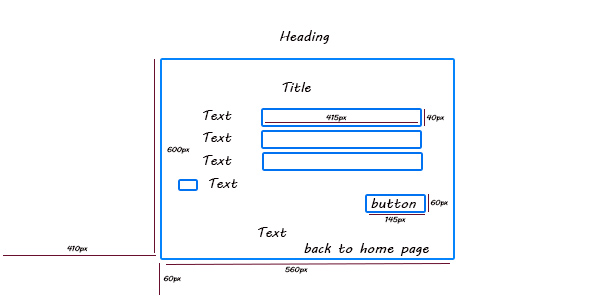 Heading
Title
Text 415px 40px
Text
600px
Text
Text
button 60px
145px
Text
410px back to home page
560px
60px